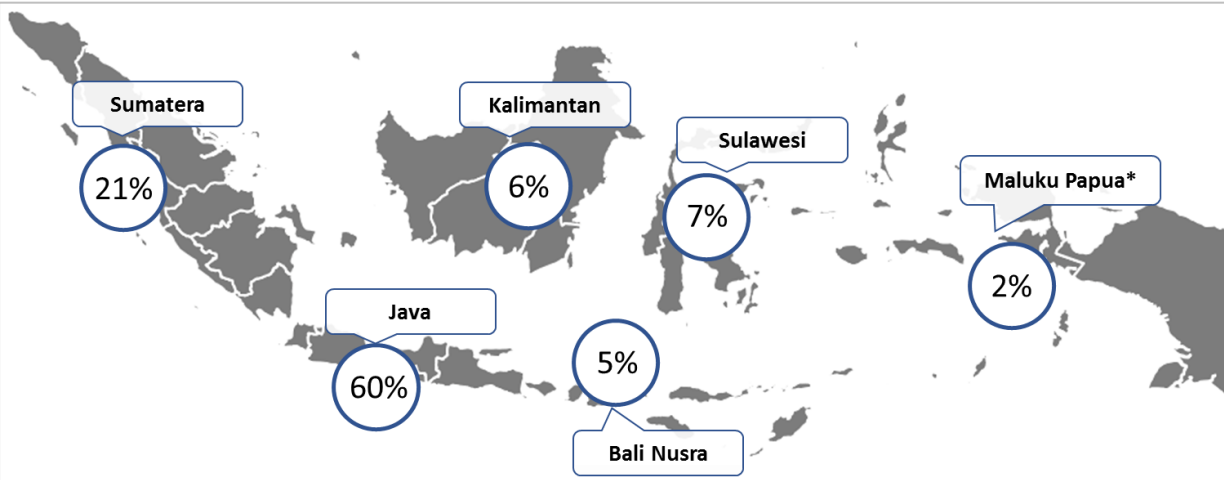 Sumatera
21%
Kalimantan
6%
Sulawesi
7%
Maluku Papua*
2%
Java
60%
5%
Bali Nusra